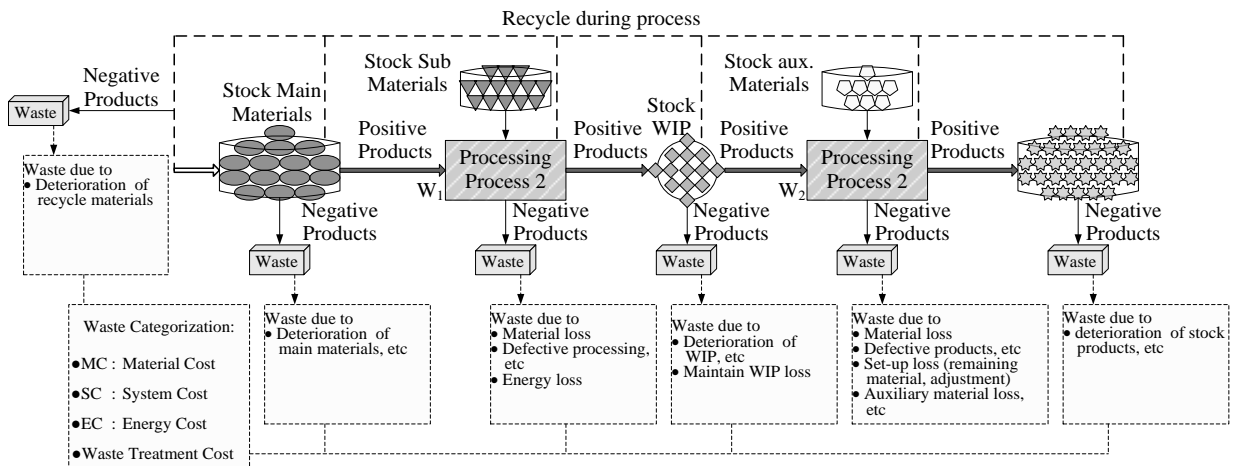 Recycle during process
Negative
Products
Waste
Waste due to
● Deterioration of
recycle materials
Stock Main
Materials
Stock Sub
Materials
Stock
WIP
Stock aux.
Materials
Positive
Products
W1
Processing
Process 2
Positive
Products
Positive
Products
W2
Processing
Process 2
Positive
Products
Negative
Products
Negative
Products
Negative
Products
Negative
Products
Negative
Products
Waste
Waste
Waste
Waste
Waste
Waste Categorization:
●MC : Material Cost
●SC : System Cost
●EC : Energy Cost
●Waste Treatment Cost
Waste due to
● Deterioration of
main materials, etc
Waste due to
● Material loss
● Defective processing,
etc
● Energy loss
Waste due to
● Deterioration of
WIP, etc
● Maintain WIP loss
Waste due to
● Material loss
● Defective products, etc
● Set-up loss (remaining
material, adjustment)
● Auxiliary material loss,
etc
Waste due to
● deterioration of stock
products, etc